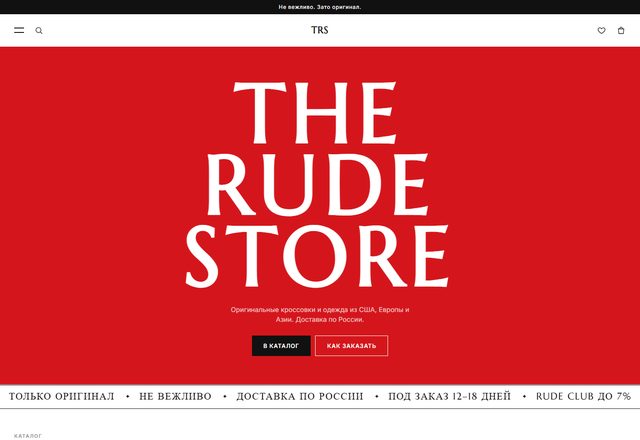 Не вежливо. Зато оригинал.
TRS
THE
RUDE
STORE
Оригинальные кроссовки и одежда из США, Европы и
Азии. Доставка по России.
В КАТАЛОГ КАК ЗАКАЗАТЬ
ТОЛЬКО ОРИГИНАЛ ✦ НЕ ВЕЖЛИВО ✦ ДОСТАВКА ПО РОССИИ ✦ ПОД ЗАКАЗ 12–18 ДНЕЙ ✦ RUDE CLUB ДО 7%
КАТАЛОГ